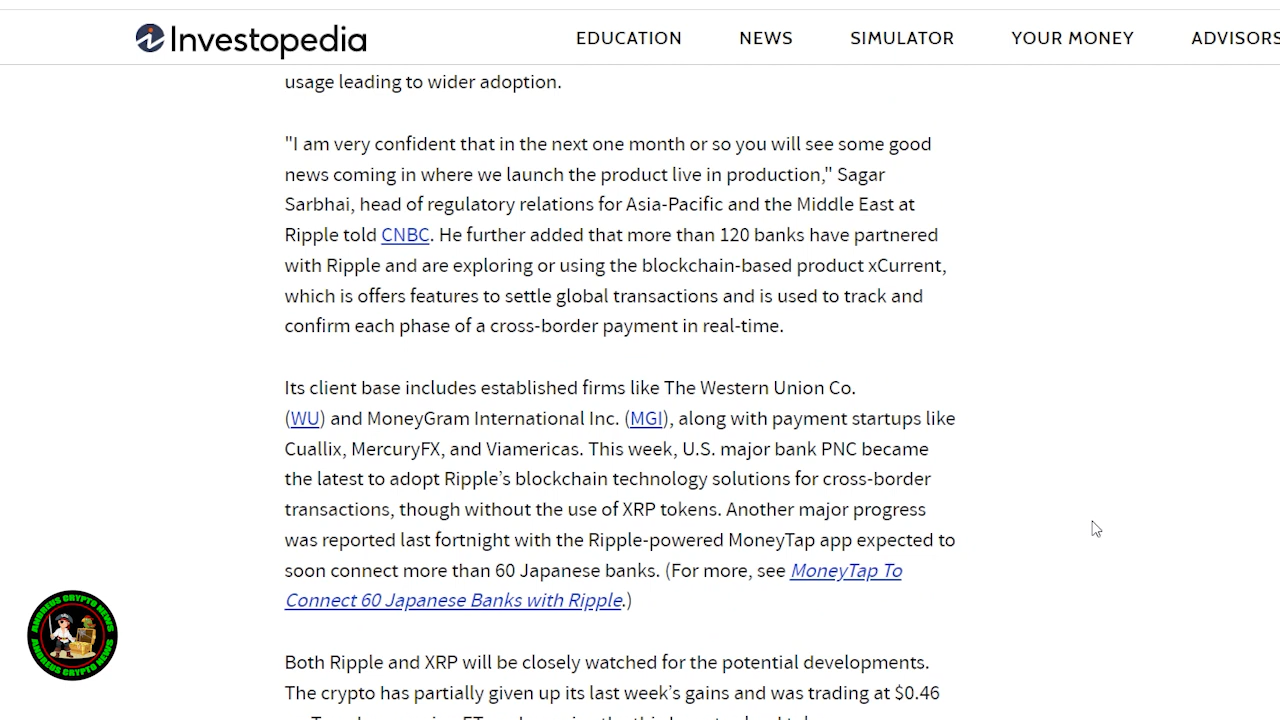 Investopedia
EDUCATION NEWS SIMULATOR YOUR MONEY ADVISORS
usage leading to wider adoption.
"I am very confident that in the next one month or so you will see some good
news coming in where we launch the product live in production," Sagar
Sarbhai, head of regulatory relations for Asia-Pacific and the Middle East at
Ripple told CNBC. He further added that more than 120 banks have partnered
with Ripple and are exploring or using the blockchain-based product xCurrent,
which is offers features to settle global transactions and is used to track and
confirm each phase of a cross-border payment in real-time.
Its client base includes established firms like The Western Union Co.
(WU) and MoneyGram International Inc. (MGI), along with payment startups like
Cuallix, MercuryFX, and Viamericas. This week, U.S. major bank PNC became
the latest to adopt Ripple’s blockchain technology solutions for cross-border
transactions, though without the use of XRP tokens. Another major progress
was reported last fortnight with the Ripple-powered MoneyTap app expected to
soon connect more than 60 Japanese banks. (For more, see MoneyTap To
Connect 60 Japanese Banks with Ripple.)
ANDREUS CRYPTO NEWS
ANDREUS CRYPTO NEWS
Both Ripple and XRP will be closely watched for the potential developments.
The crypto has partially given up its last week’s gains and was trading at $0.46